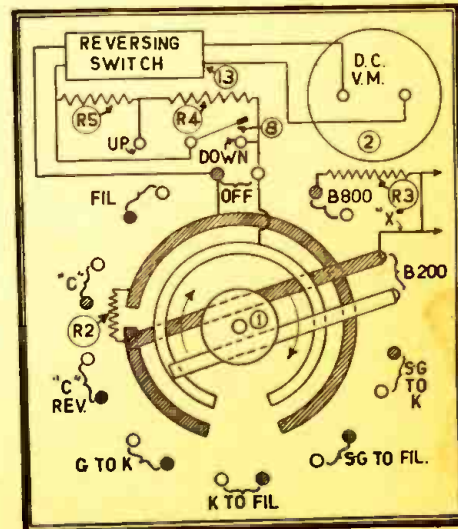 REVERSING
SWITCH
13
D.C.
V.M.
R5
R4
8
2
UP
DOWN
FIL
OFF
B800
R3
"X"
"C"
R2
1
B200
"C"
REV.
SG
TO
K
G TO K
K TO FIL
SG TO FIL.